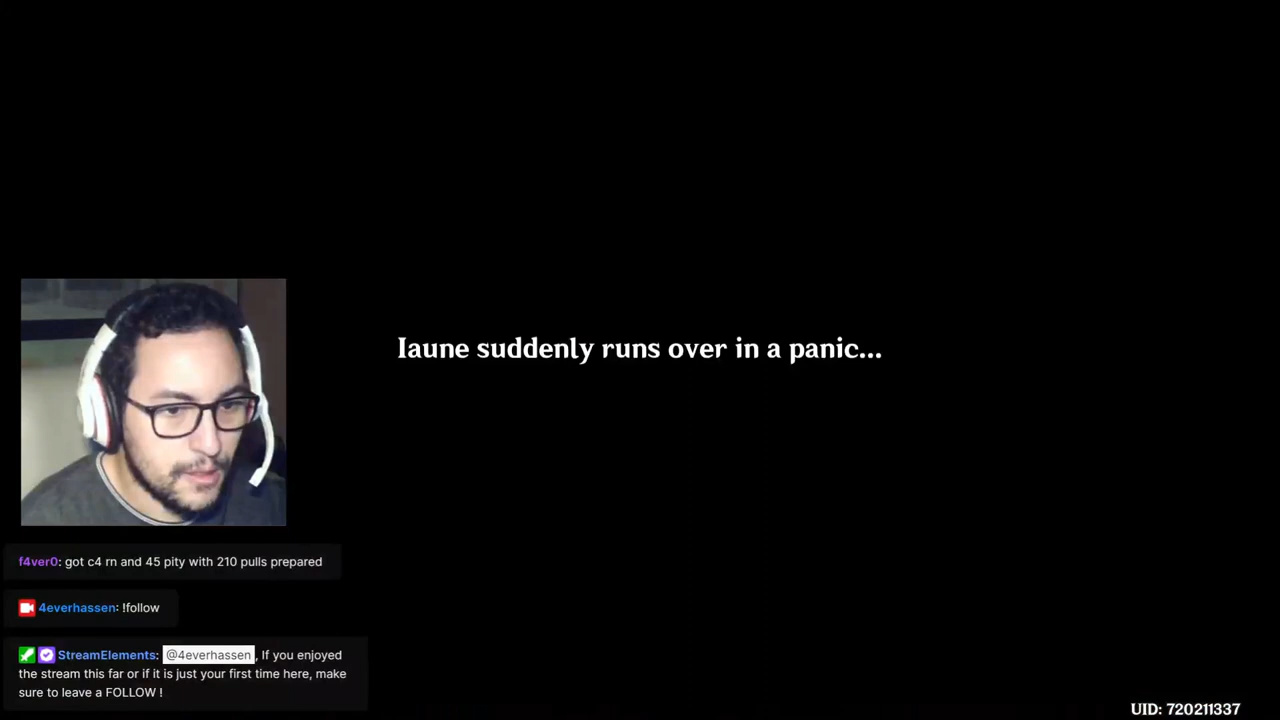 Iaune suddenly runs over in a panic...
f4ver0: got c4 rn and 45 pity with 210 pulls prepared
4everhassen: !follow
StreamElements: @4everhassen, If you enjoyed
the stream this far or if it is just your first time here, make
sure to leave a FOLLOW !
UID: 720211337